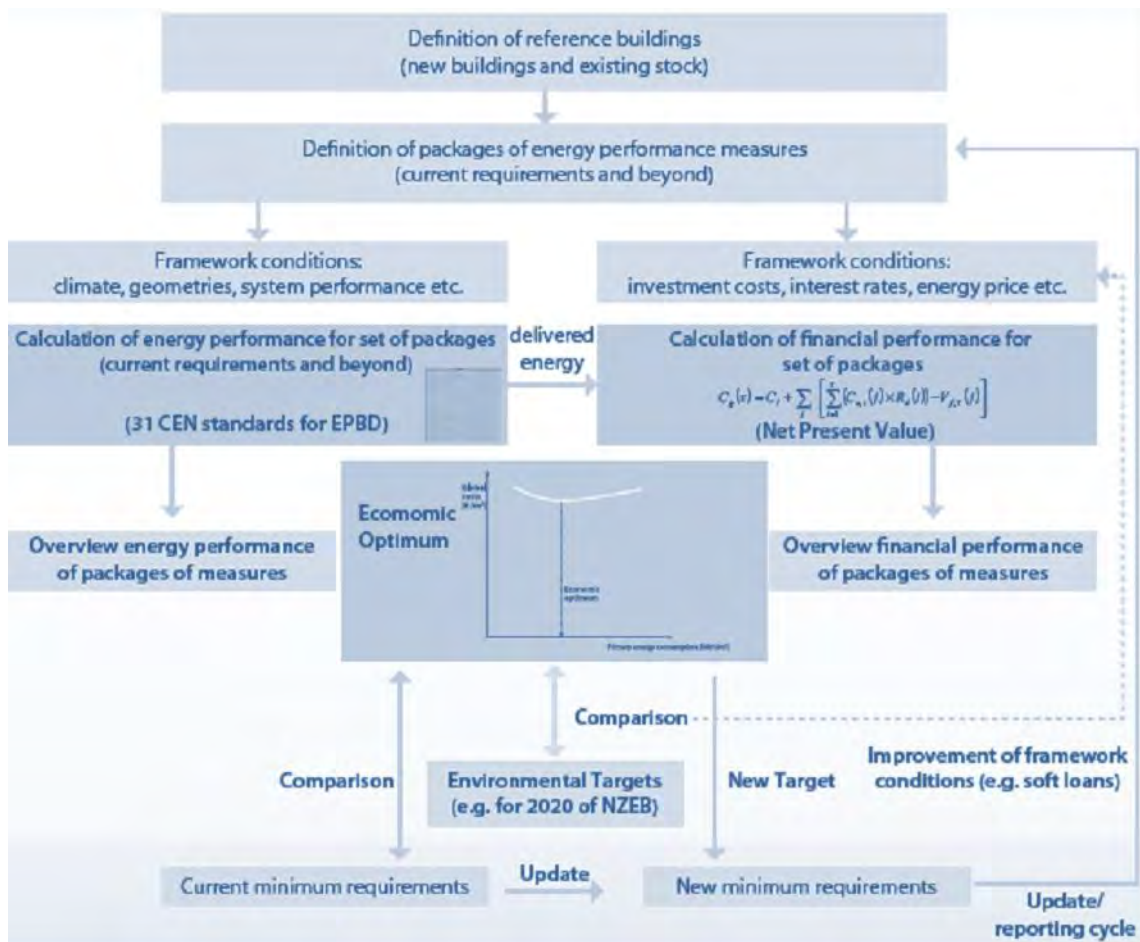 Definition of reference buildings
(new buildings and existing stock)
Definition of packages of energy performance measures
(current requirements and beyond)
Framework conditions:
climate, geometries, system performance etc.
Framework conditions:
investment costs, interest rates, energy price etc.
Calculation of energy performance for set of packages
(current requirements and beyond)
(31 CEN standards for EPBD)
delivered
energy
Calculation of financial performance for
set of packages
(Net Present Value)
Overview energy performance
of packages of measures
Ecomomic
Optimum
Economic
optimum
Primary energy consumption
Overview financial performance
of packages of measures
Comparison
Comparison
Environmental Targets
(e.g. for 2020 of NZEB)
New Target
Improvement of framework
conditions (e.g. soft loans)
Current minimum requirements
Update
New minimum requirements
Update/
reporting cycle